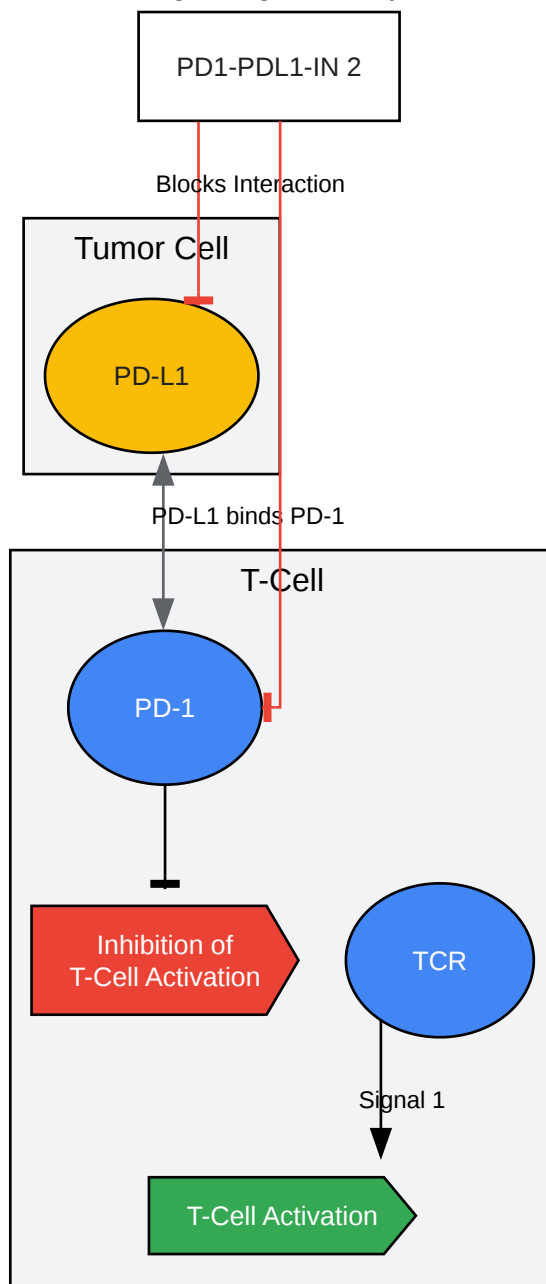 PD1-PDL1-IN 2
Blocks Interaction
Tumor Cell
PD-L1
PD-L1 binds PD-1
T-Cell
PD-1
Inhibition of
T-Cell Activation
TCR
Signal 1
T-Cell Activation